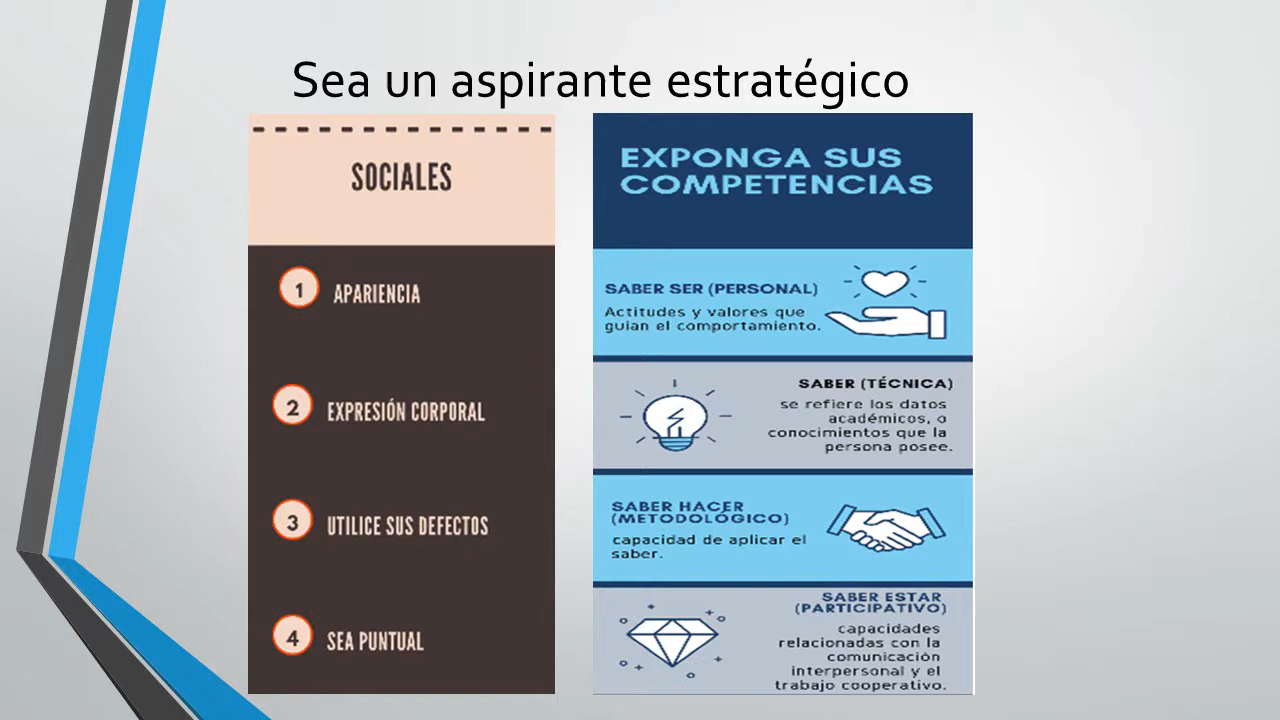 Sea un aspirante estratégico
SOCIALES
1 APARIENCIA
2 EXPRESIÓN CORPORAL
3 UTILICE SUS DEFECTOS
4 SEA PUNTUAL
EXPONGA SUS
COMPETENCIAS
SABER SER (PERSONAL)
Actitudes y valores que
guian el comportamiento.
SABER (TÉCNICA)
se refiere los datos
académicos, o
conocimientos que la
persona posee.
SABER HACER
(METODOLÓGICO)
capacidad de aplicar el
saber.
SABER ESTAR
(PARTICIPATIVO)
capacidades
relacionadas con la
comunicación
interpersonal y el
trabajo cooperativo.